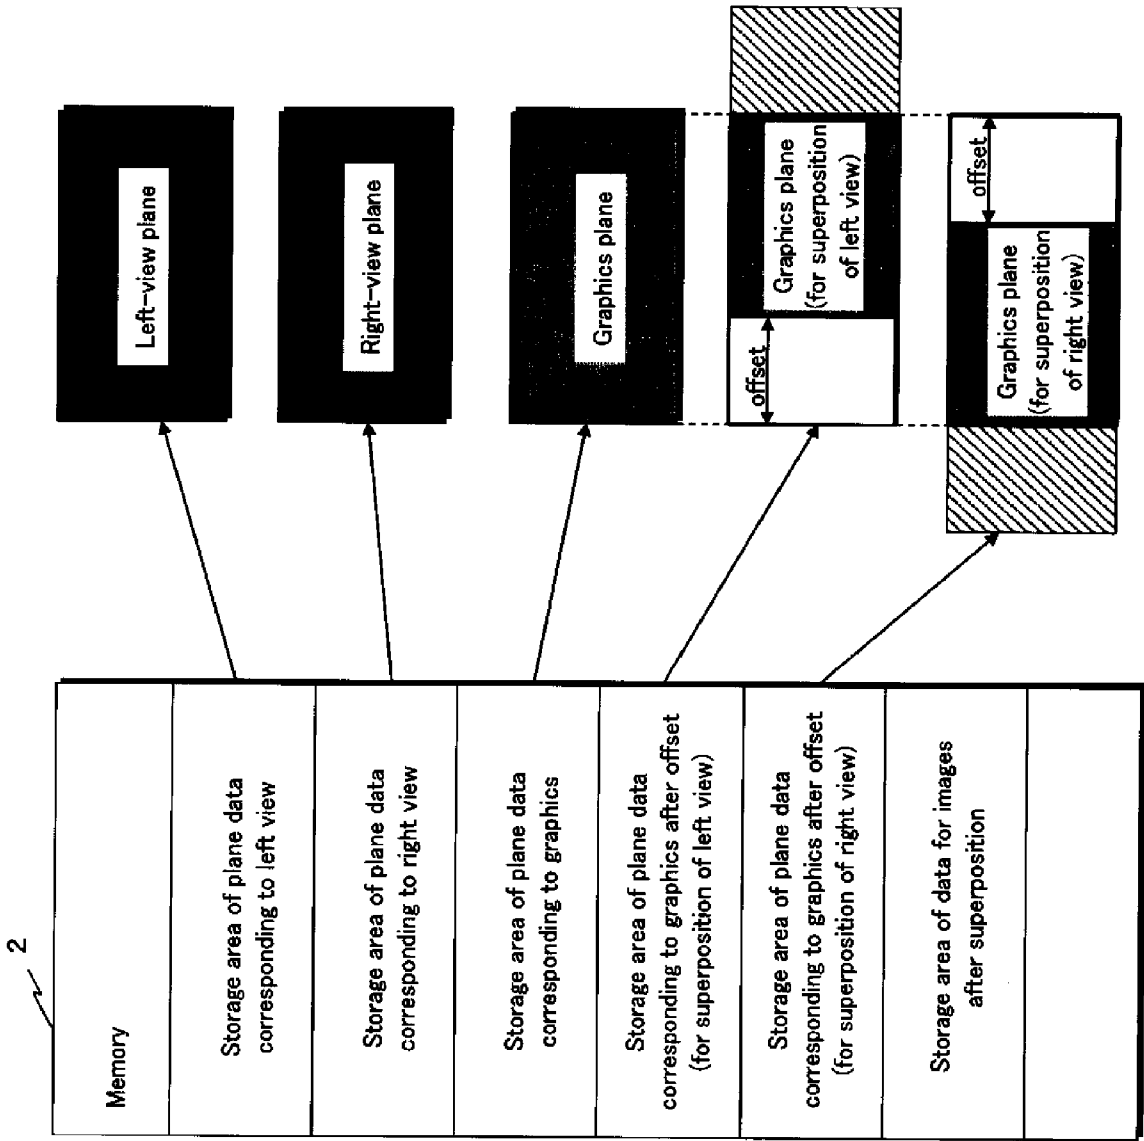 2
Memory
Storage area of plane data
corresponding to left view
Storage area of plane data
corresponding to right view
Storage area of plane data
corresponding to graphics
Storage area of plane data
corresponding to graphics after offset
(for superposition of left view)
Storage area of plane data
corresponding to graphics after offset
(for superposition of right view)
Storage area of data for images
after superposition
Left-view plane
Right-view plane
Graphics plane
offset
Graphics plane
(for superposition
of left view)
Graphics plane
(for superposition
of right view)
offset